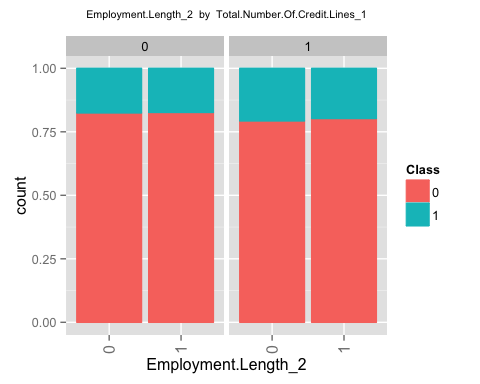 Employment.Length_2 by Total.Number.Of.Credit.Lines_1
0 1
1.00
0.75
0.50
0.25
0.00
count
0 1 0 1
Employment.Length_2
Class
0
1